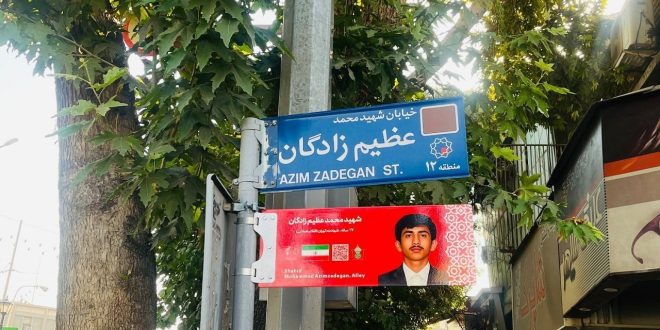 خیابان شهید محمد
عظیم زادگان
AZIM ZADEGAN ST.
منطقه ۱۲
شهید محمد عظیم زادگان
Shahid
Mohammad Azimzadegan. Alley